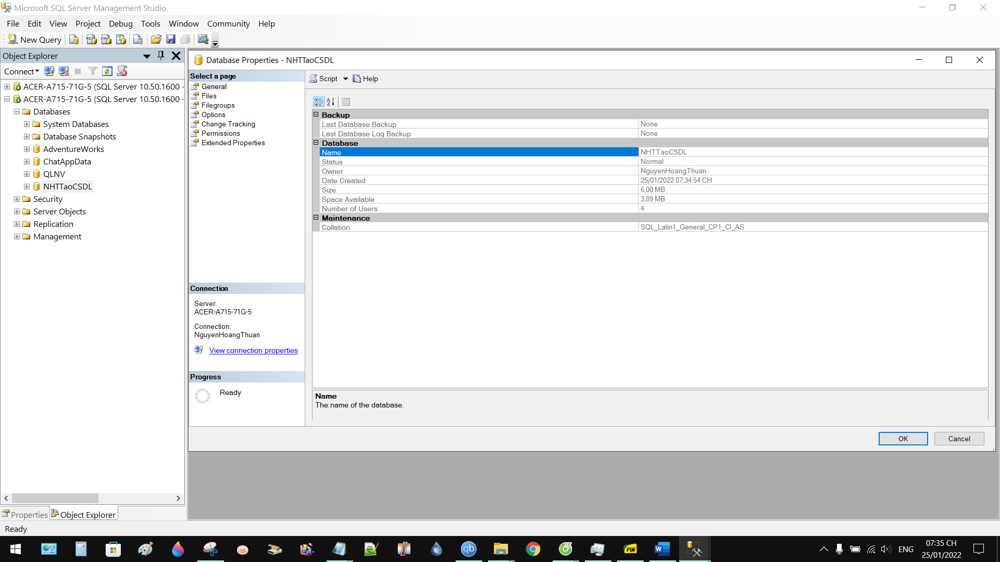 Microsoft SQL Server Management Studio
File Edit View Project Debug Tools Window Community Help
New Query
Object Explorer
Connect
ACER-A715-71G-5 (SQL Server 10.50.1600 -
ACER-A715-71G-5 (SQL Server 10.50.1600 -
Databases
System Databases
Database Snapshots
AdventureWorks
ChatAppData
QLNV
NHTTaoCSDL
Security
Server Objects
Replication
Management
Properties
Object Explorer
Database Properties - NHTTaoCSDL
Select a page
General
Files
Filegroups
Options
Change Tracking
Permissions
Extended Properties
Connection
Server:
ACER-A715-71G-5
Connection:
NguyenHoangThuan
View connection properties
Progress
Ready
Script Help
Backup
Last Database Backup None
Last Database Log Backup None
Database
Name NHTTaoCSDL
Status Normal
Owner NguyenHoangThuan
Date Created 25/01/2022 07:34:54 CH
Size 6,00 MB
Space Available 3,89 MB
Number of Users 4
Maintenance
Collation SQL_Latin1_General_CP1_CI_AS
Name
The name of the database.
OK Cancel
Ready
qb
PDF
ENG
07:35 CH
25/01/2022